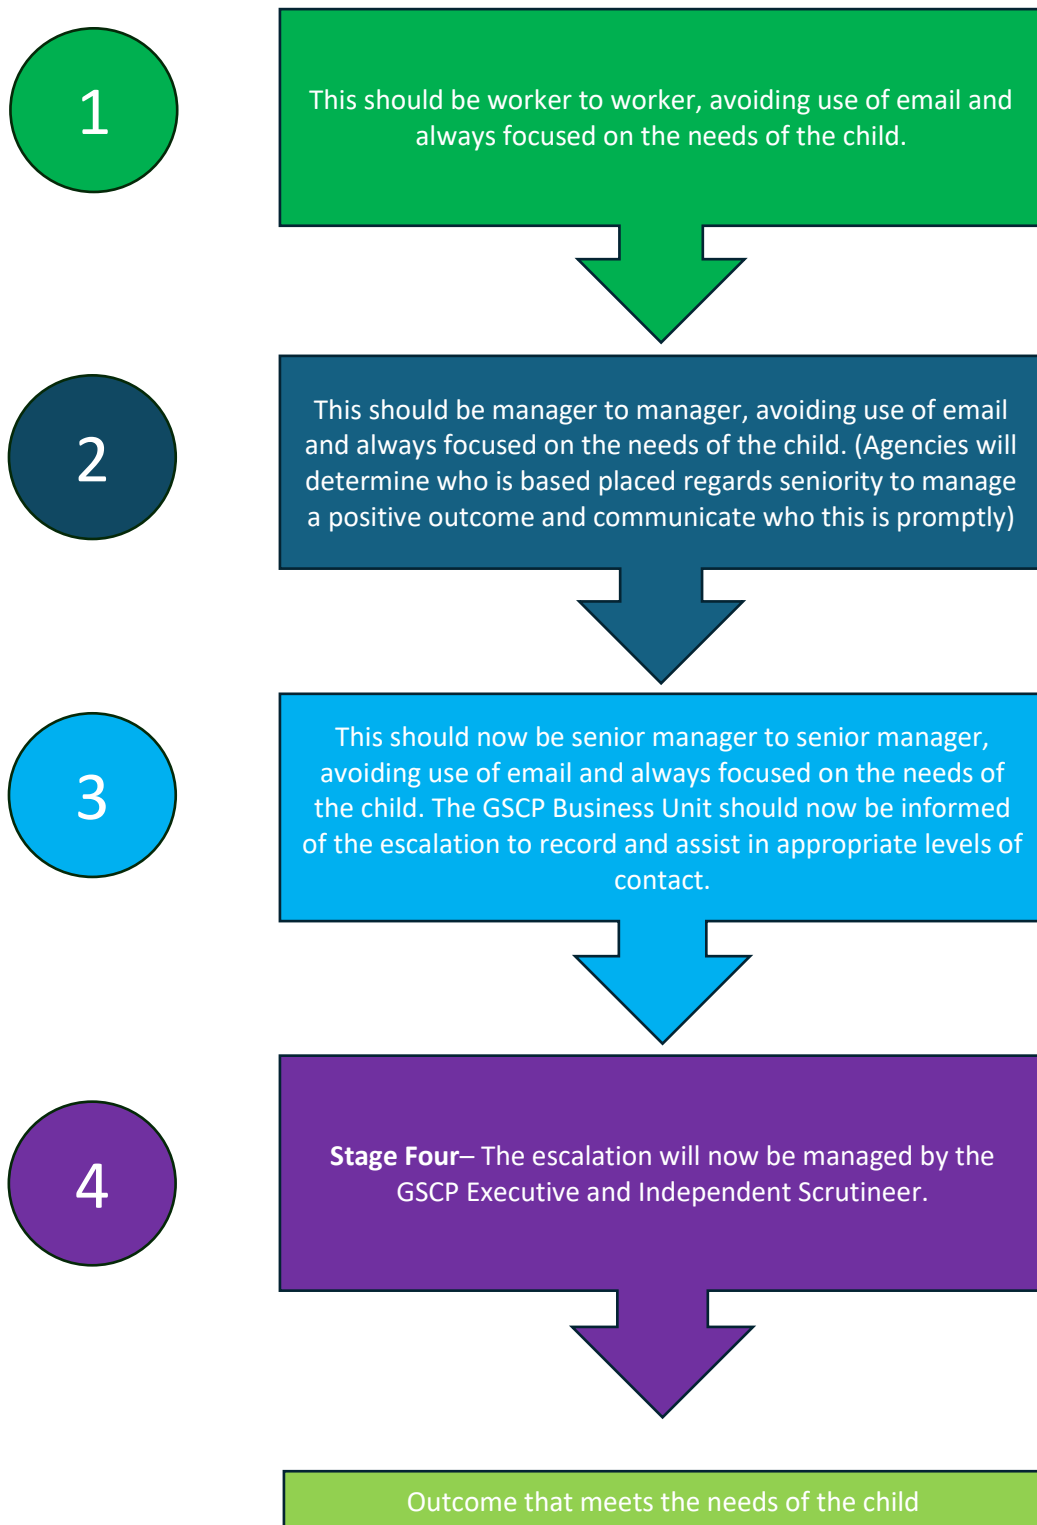 1
This should be worker to worker, avoiding use of email and
always focused on the needs of the child.
2
This should be manager to manager, avoiding use of email
and always focused on the needs of the child. (Agencies will
determine who is based placed regards seniority to manage
a positive outcome and communicate who this is promptly)
3
This should now be senior manager to senior manager,
avoiding use of email and always focused on the needs of
the child. The GSCP Business Unit should now be informed
of the escalation to record and assist in appropriate levels of
contact.
4
Stage Four– The escalation will now be managed by the
GSCP Executive and Independent Scrutineer.
Outcome that meets the needs of the child